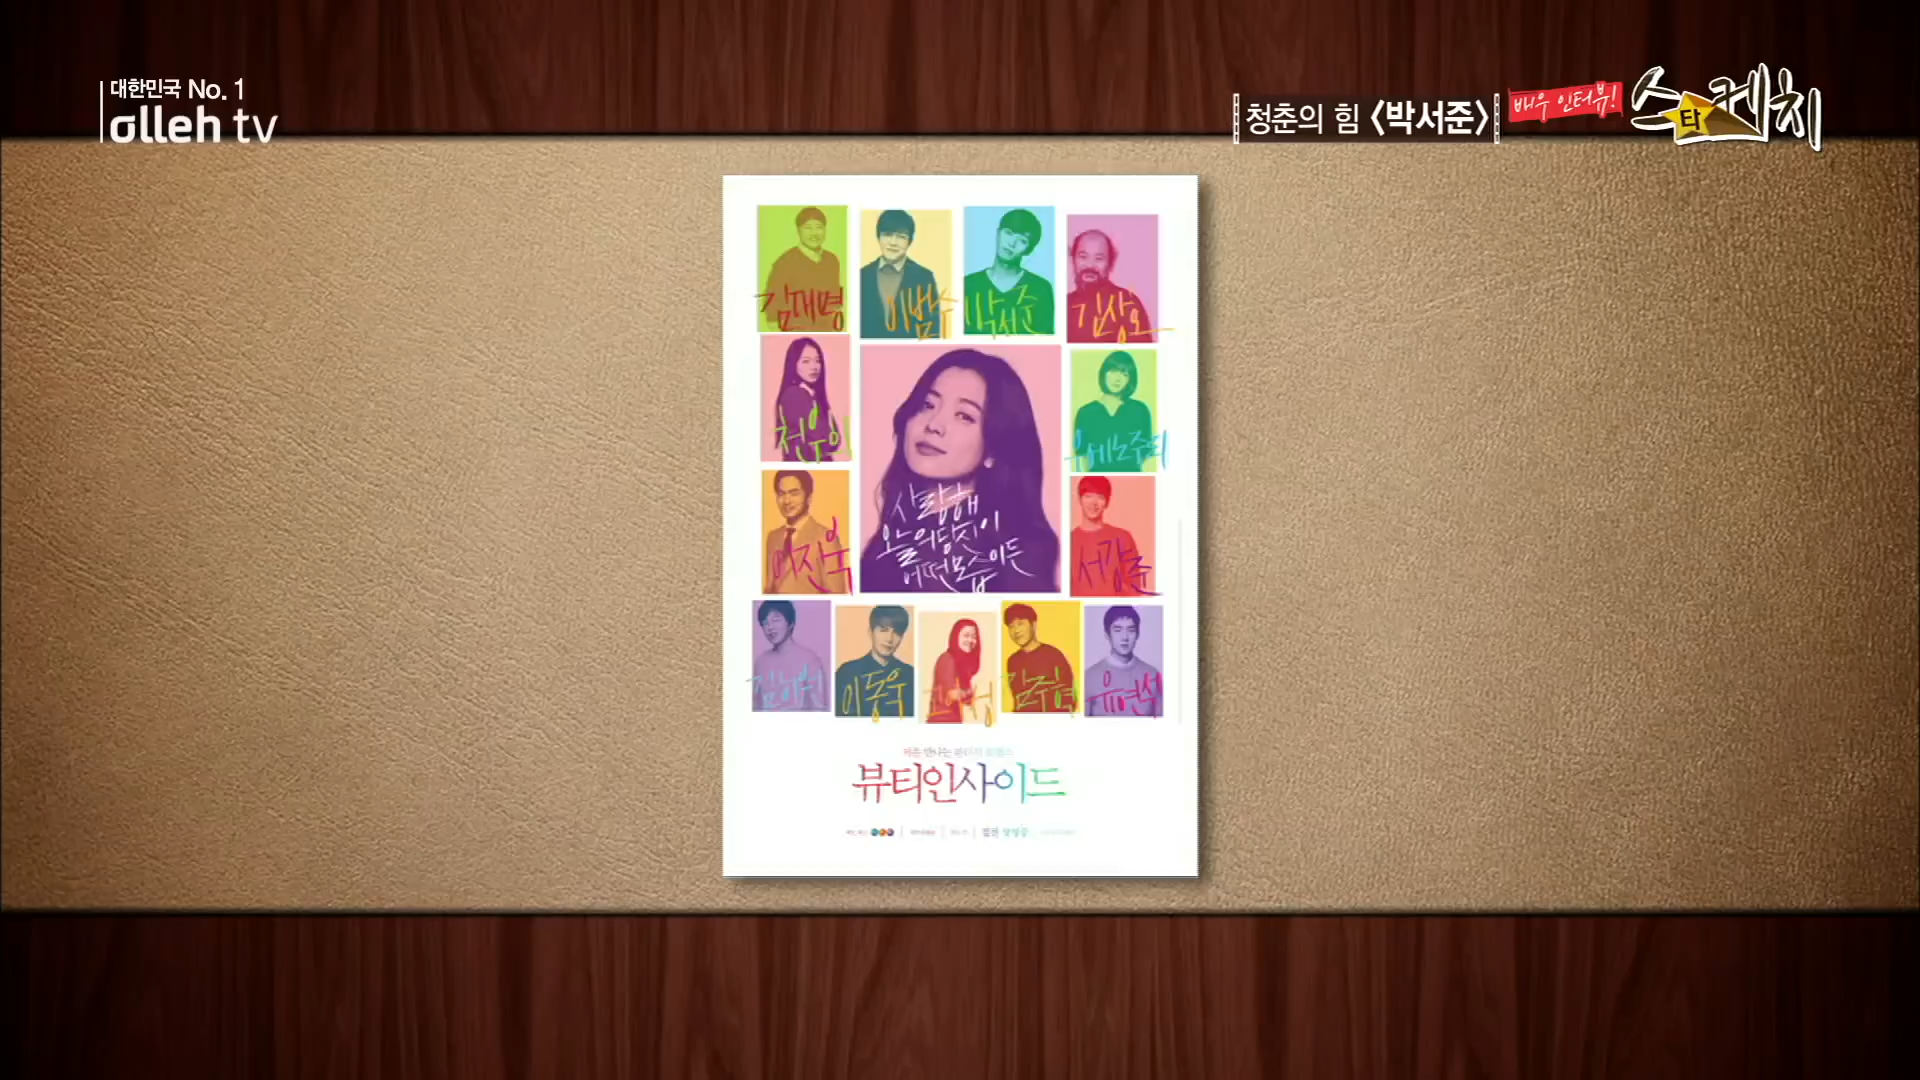 대한민국 No. 1
olleh tv
청춘의 힘 <박서준>
배우 인터뷰!
스타케치
김대명
이범수
박서준
김상호
천우희
우에노주리
이진욱
서강준
사랑해
오늘의 당신이
어떤 모습이든
김희원
이동욱
고아성
김주혁
유연석
뷰티인사이드